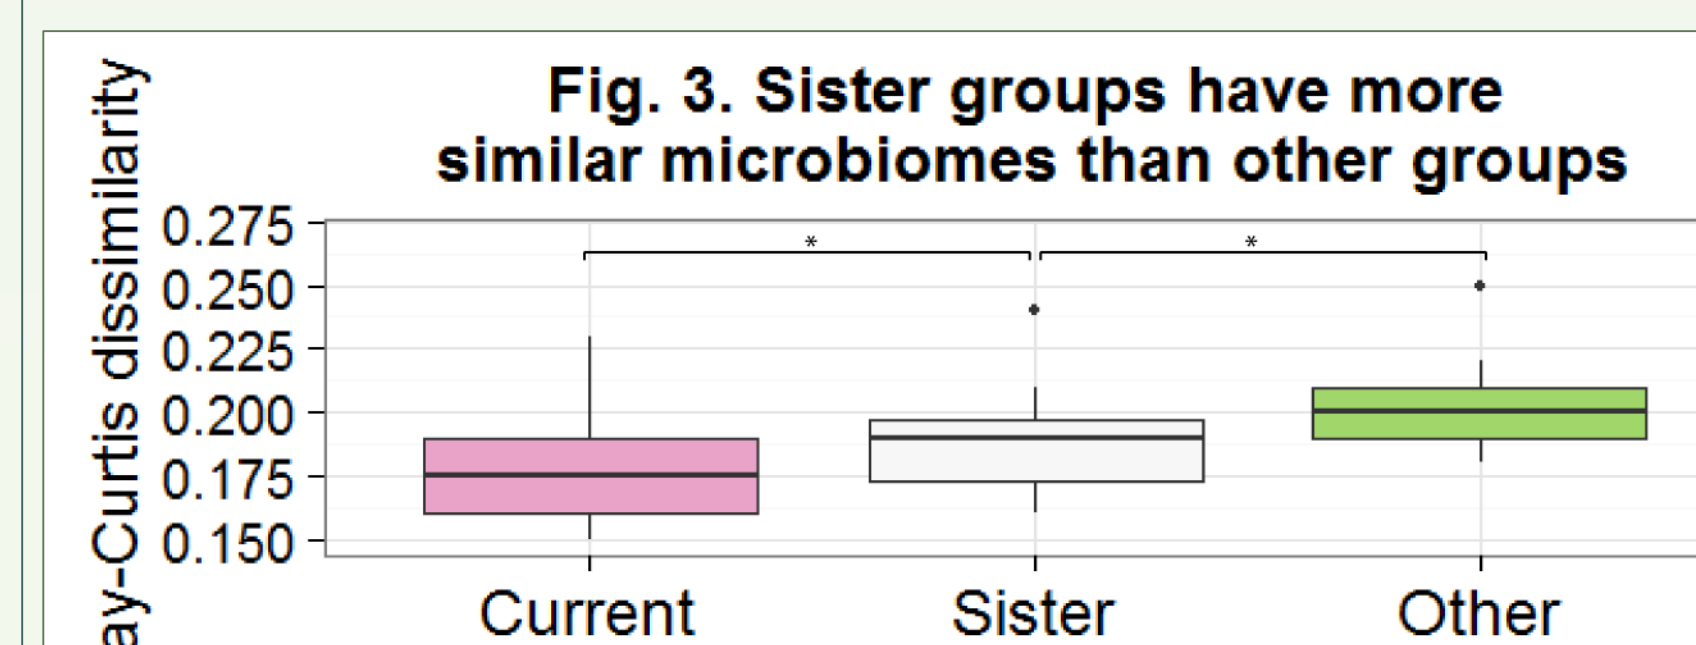 Fig. 3. Sister groups have more
similar microbiomes than other groups
ay-Curtis dissimilarity
0.275
0.250
0.225
0.200
0.175
0.150
*
*
Current
Sister
Other